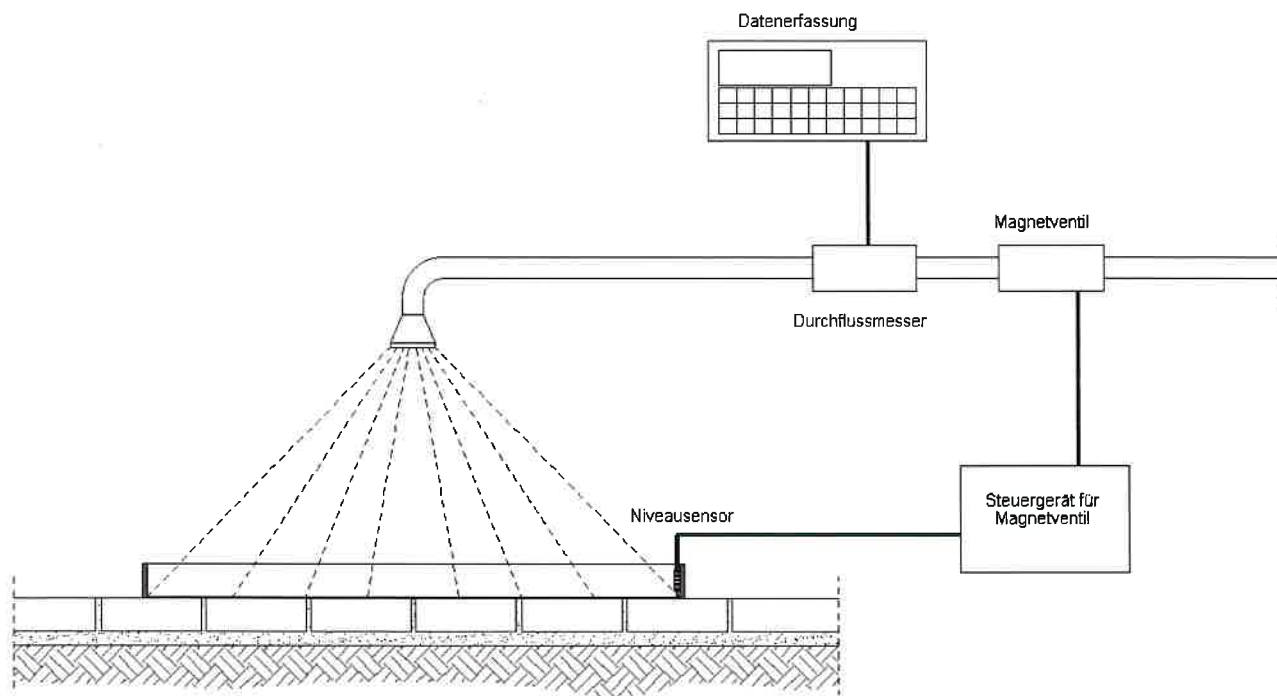 Datenerfassung
Magnetventil
Durchflussmesser
Niveausensor
Steuergerät für
Magnetventil